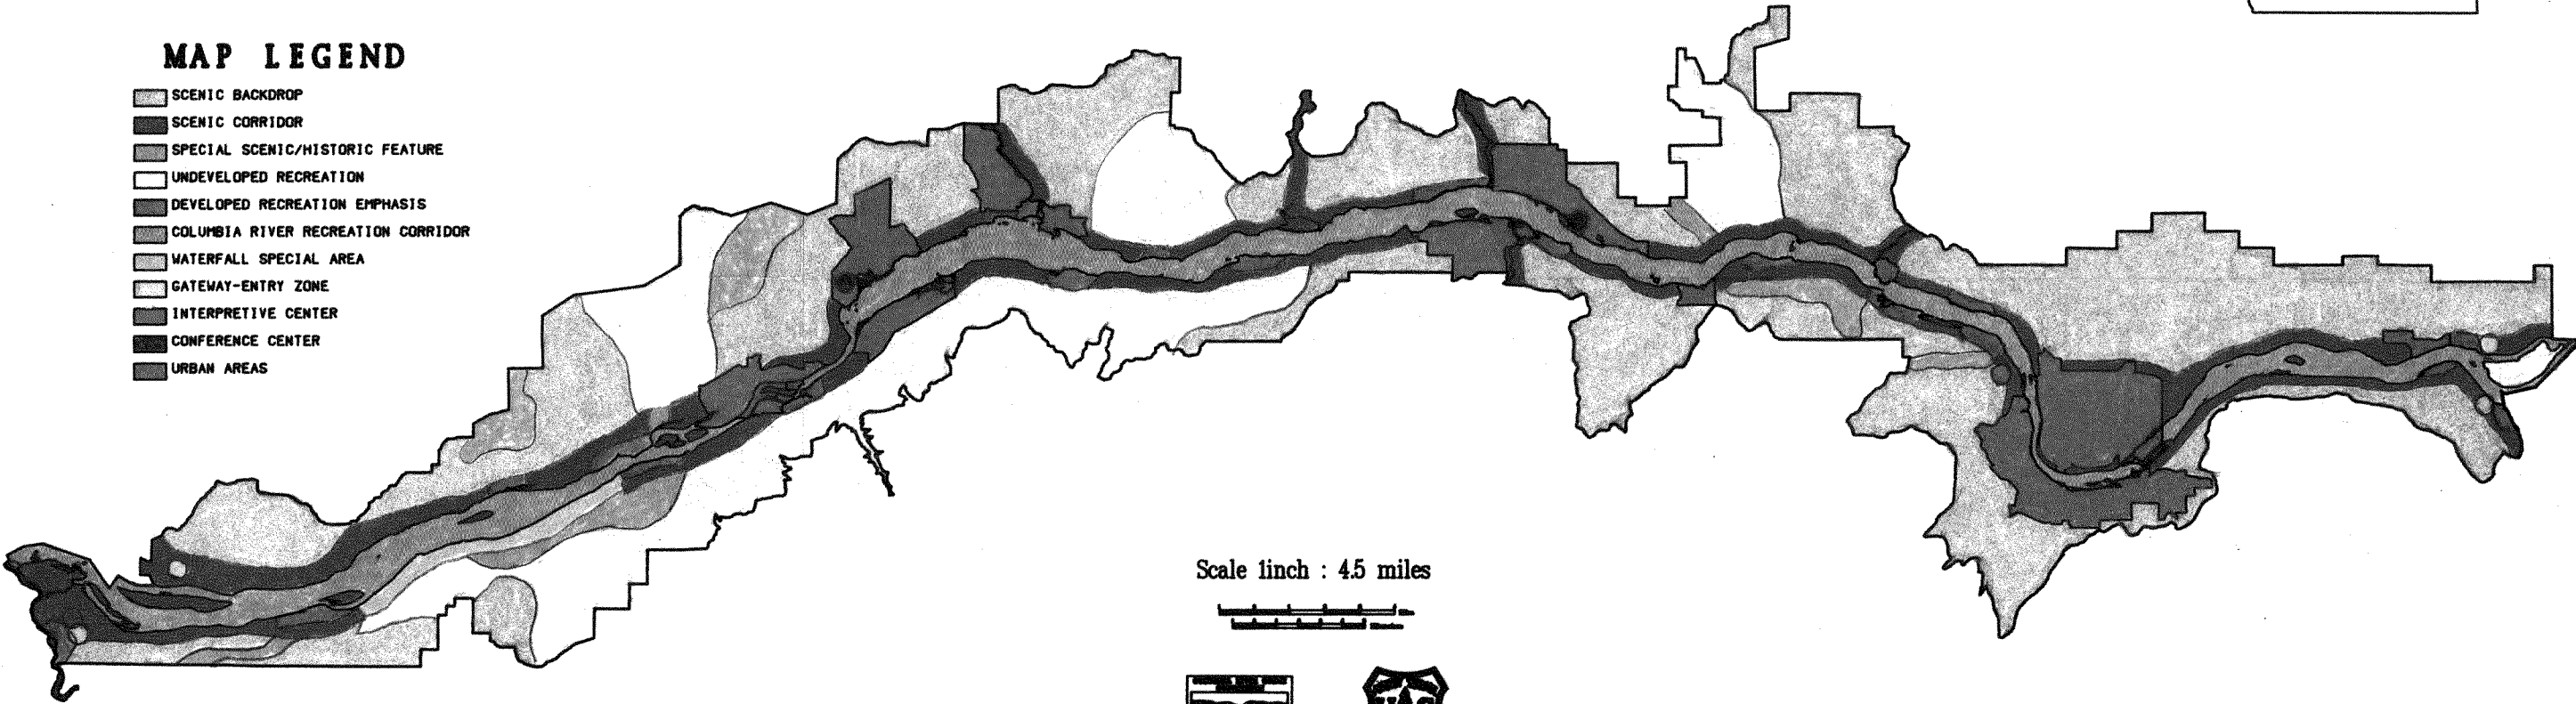 MAP LEGEND
SCENIC BACKDROP
SCENIC CORRIDOR
SPECIAL SCENIC/HISTORIC FEATURE
UNDEVELOPED RECREATION
DEVELOPED RECREATION EMPHASIS
COLUMBIA RIVER RECREATION CORRIDOR
WATERFALL SPECIAL AREA
GATEWAY-ENTRY ZONE
INTERPRETIVE CENTER
CONFERENCE CENTER
URBAN AREAS
Scale 1inch : 4.5 miles